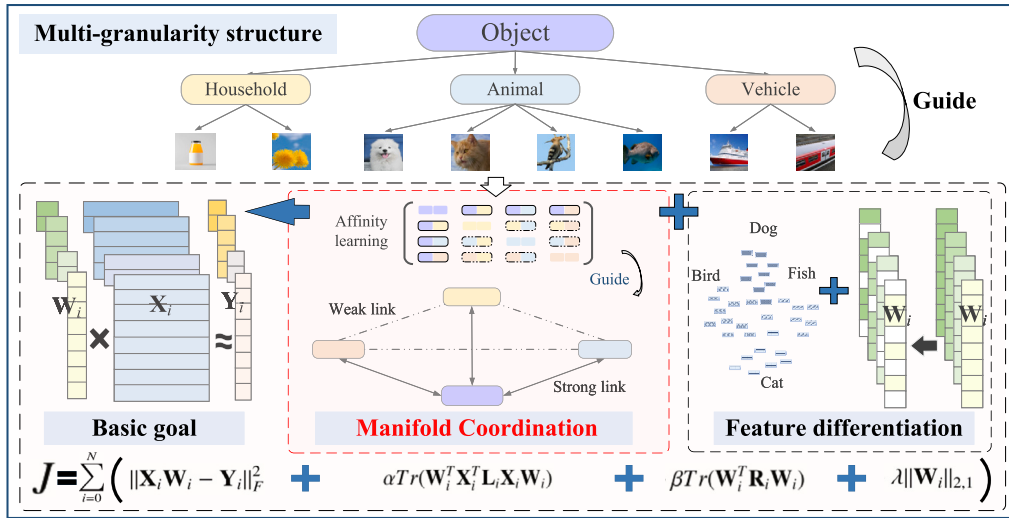 Multi-granularity structure
Object
Household
Animal
Vehicle
Guide
Affinity
learning
Guide
Weak link
Strong link
W_i
X_i
Y_i
×
≈
Dog
Bird
Fish
Cat
W_i
W_i
Basic goal
Manifold Coordination
Feature differentiation
J = \sum_{i=0}^{N} ( ||X_i W_i − Y_i||_F^2 + αTr(W_i^T X_i^T L_i X_i W_i) + βTr(W_i^T R_i W_i) + λ||W_i||_{2,1} )